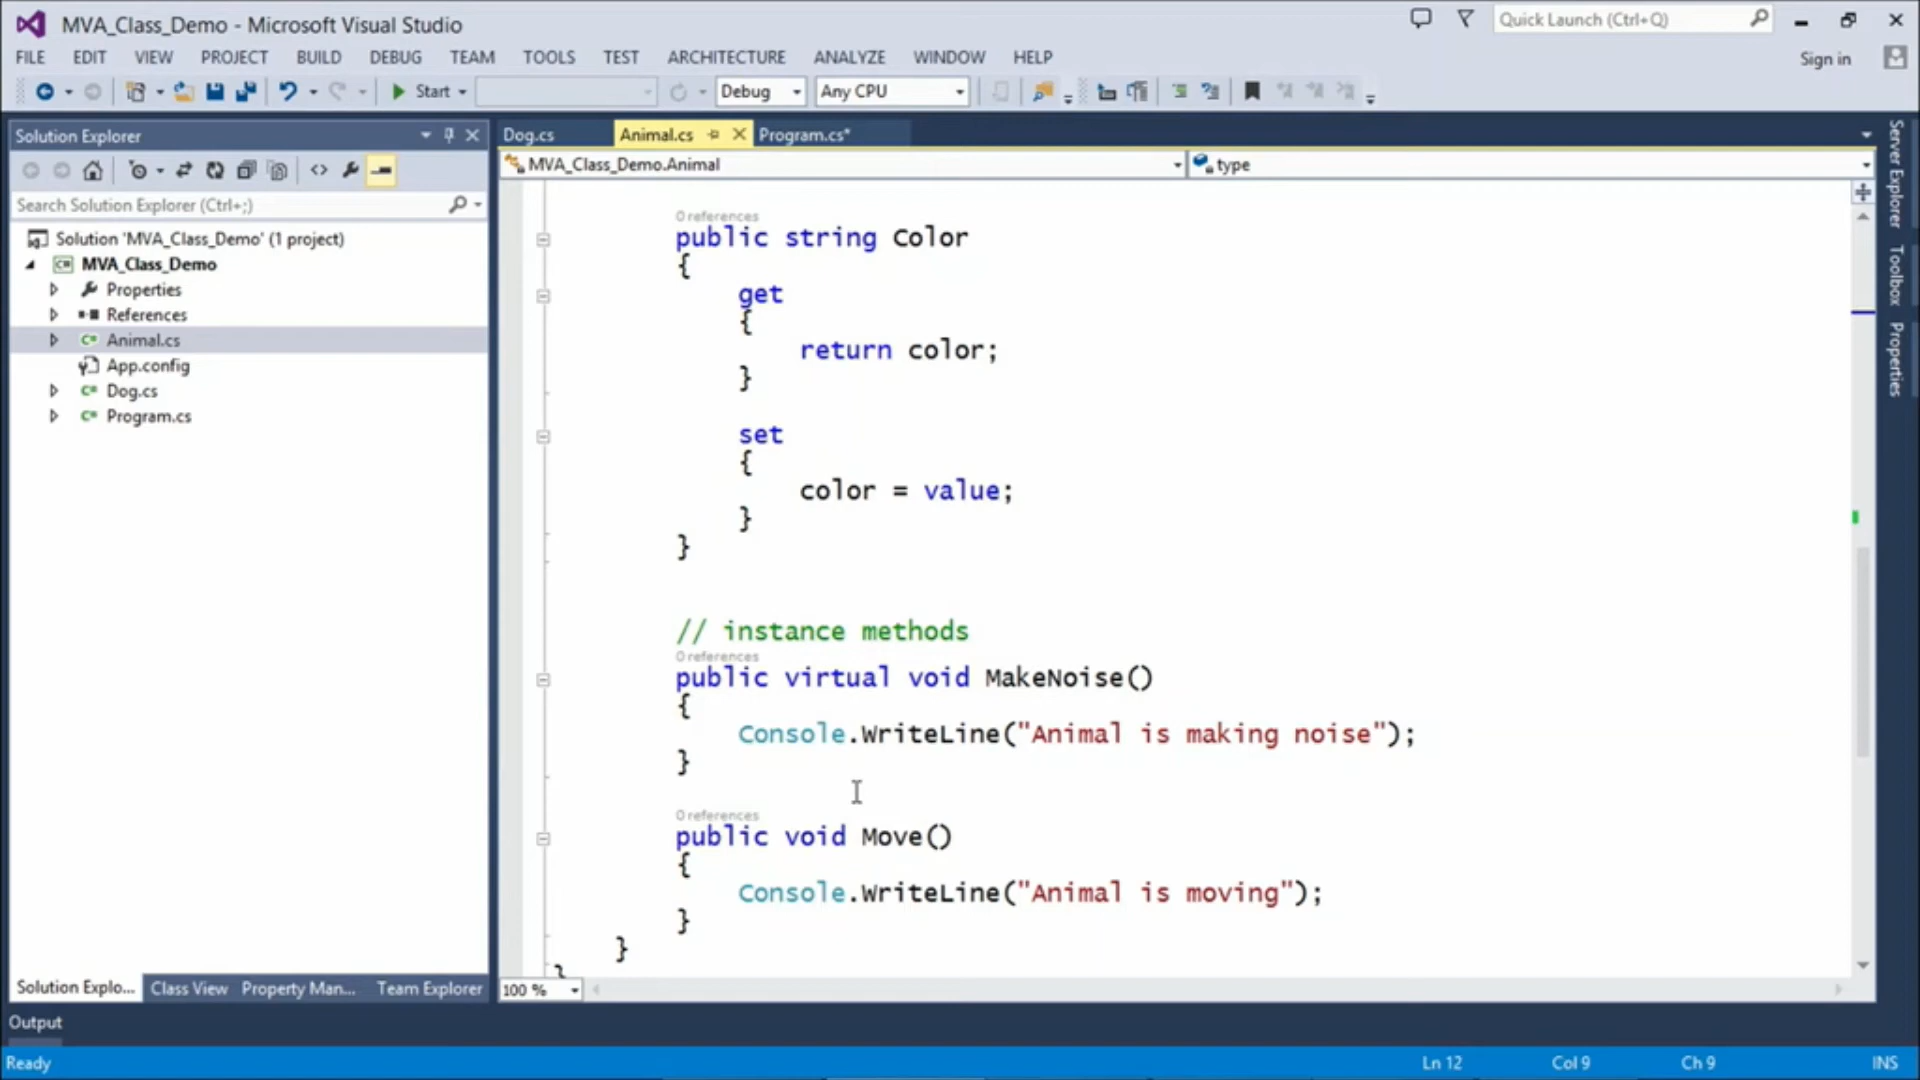 MVA_Class_Demo - Microsoft Visual Studio
Quick Launch (Ctrl+Q)
FILE EDIT VIEW PROJECT BUILD DEBUG TEAM TOOLS TEST ARCHITECTURE ANALYZE WINDOW HELP
Sign in
Start Debug Any CPU
Solution Explorer
Search Solution Explorer (Ctrl+;)
Solution 'MVA_Class_Demo' (1 project)
MVA_Class_Demo
Properties
References
Animal.cs
App.config
Dog.cs
Program.cs
Solution Explo... Class View Property Man... Team Explorer
Dog.cs Animal.cs Program.cs*
MVA_Class_Demo.Animal type
0 references
public string Color
{
get
{
return color;
}
set
{
color = value;
}
}
// instance methods
0 references
public virtual void MakeNoise()
{
Console.WriteLine("Animal is making noise");
}
0 references
public void Move()
{
Console.WriteLine("Animal is moving");
}
}
}
100 %
Server Explorer
Toolbox
Properties
Output
Ready Ln 12 Col 9 Ch 9 INS